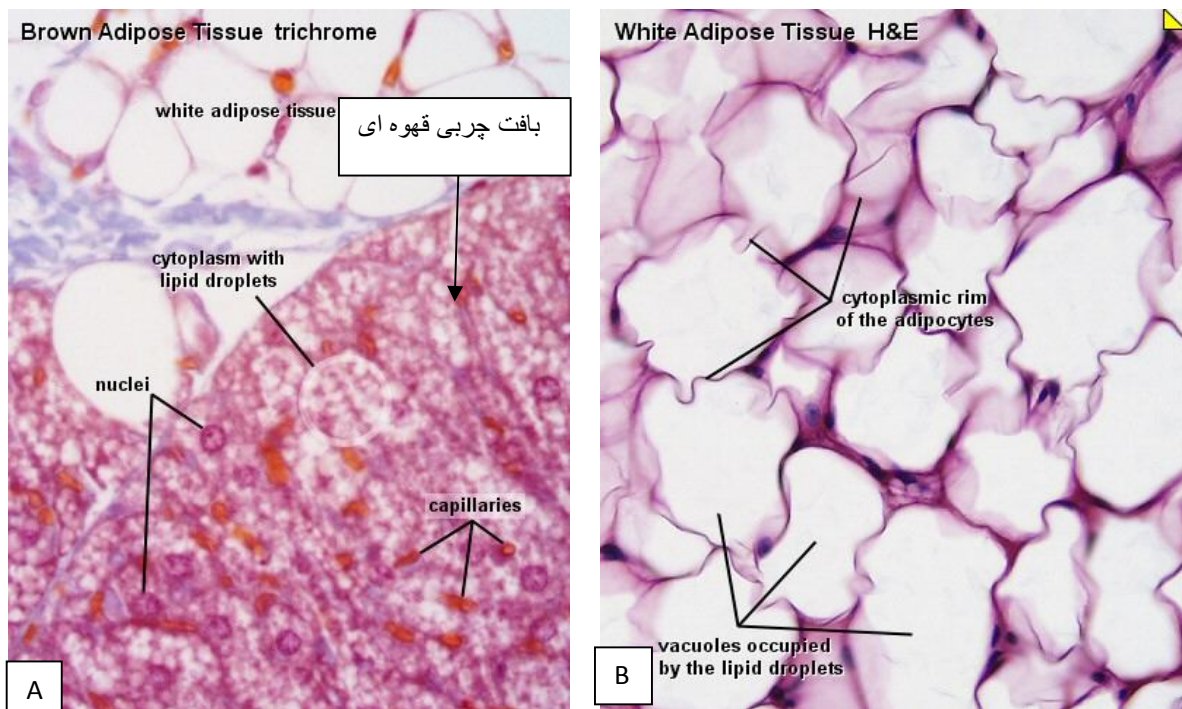 Brown Adipose Tissue trichrome
white adipose tissue
بافت چربی قهوه ای
cytoplasm with
lipid droplets
nuclei
capillaries
A
White Adipose Tissue H&E
cytoplasmic rim
of the adipocytes
vacuoles occupied
by the lipid droplets
B